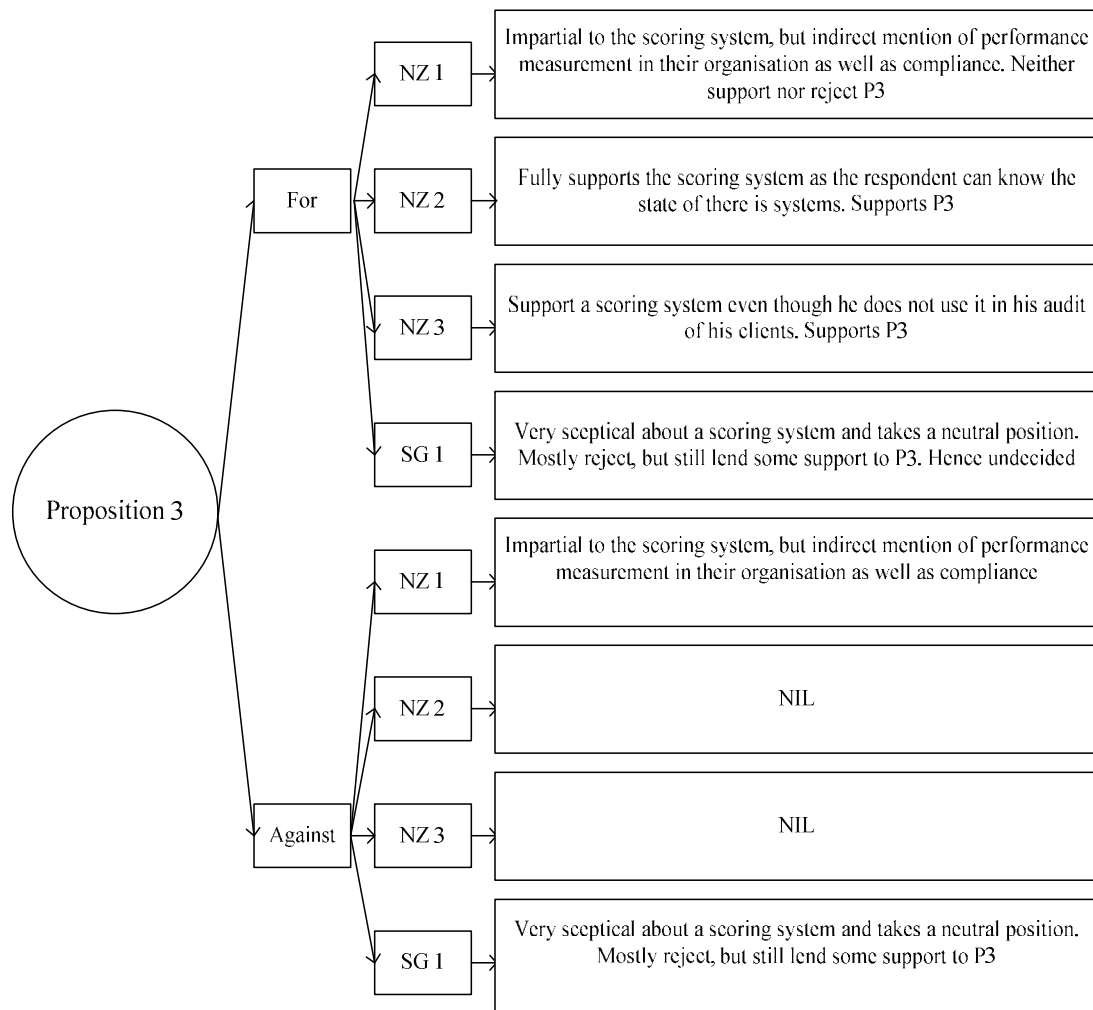 NZ 1
Impartial to the scoring system, but indirect mention of performance
measurement in their organisation as well as compliance. Neither
support nor reject P3
For
NZ 2
Fully supports the scoring system as the respondent can know the
state of there is systems. Supports P3
NZ 3
Support a scoring system even though he does not use it in his audit
of his clients. Supports P3
SG 1
Very sceptical about a scoring system and takes a neutral position.
Mostly reject, but still lend some support to P3. Hence undecided
Proposition 3
NZ 1
Impartial to the scoring system, but indirect mention of performance
measurement in their organisation as well as compliance
NZ 2
NIL
Against
NZ 3
NIL
SG 1
Very sceptical about a scoring system and takes a neutral position.
Mostly reject, but still lend some support to P3